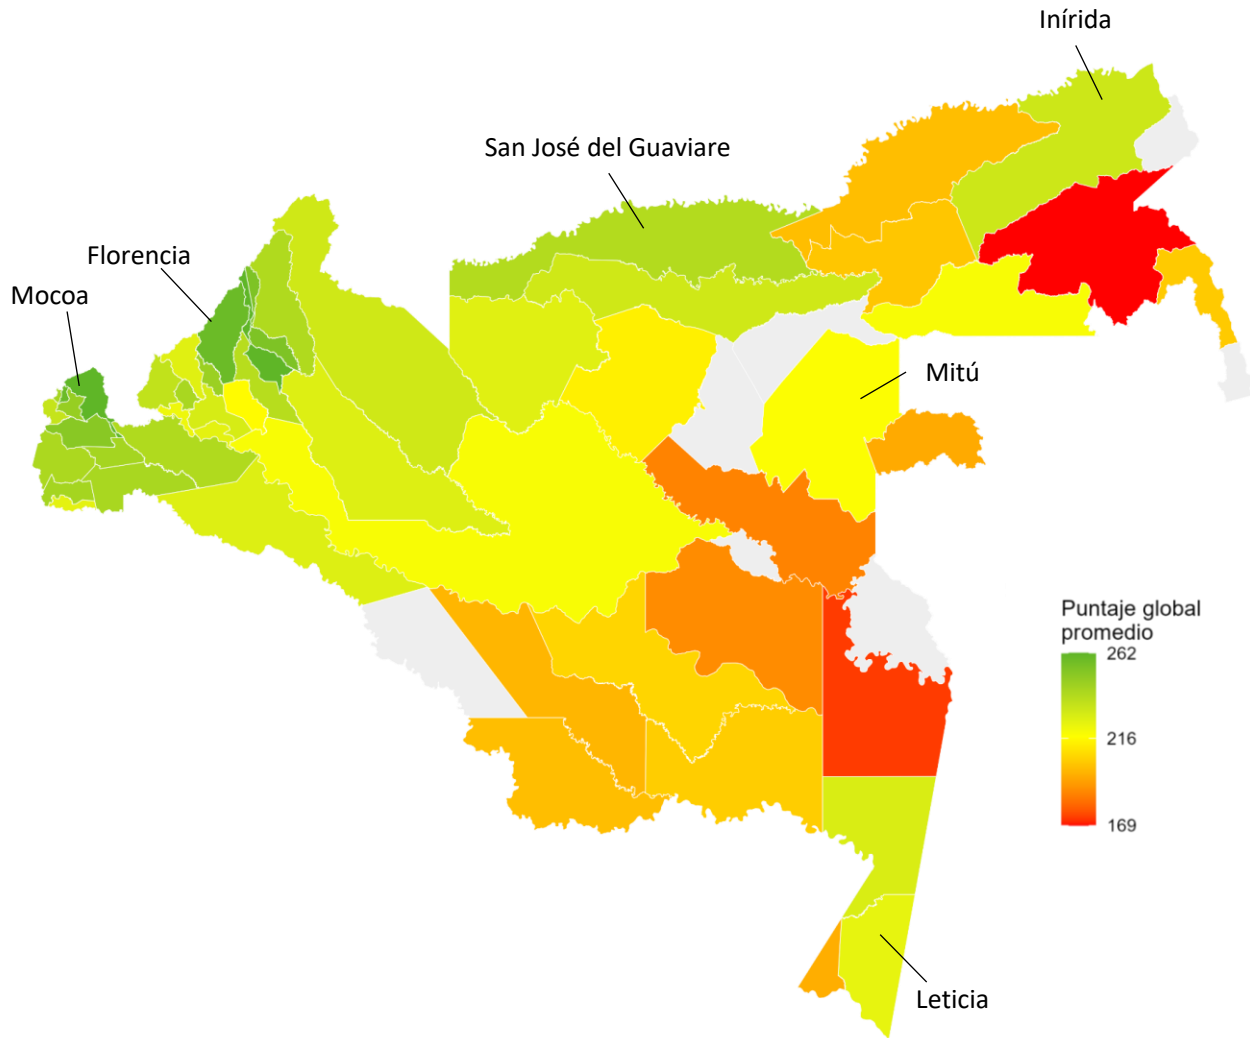 Inírida
San José del Guaviare
Florencia
Mocoa
Mitú
Puntaje global
promedio
262
216
169
Leticia